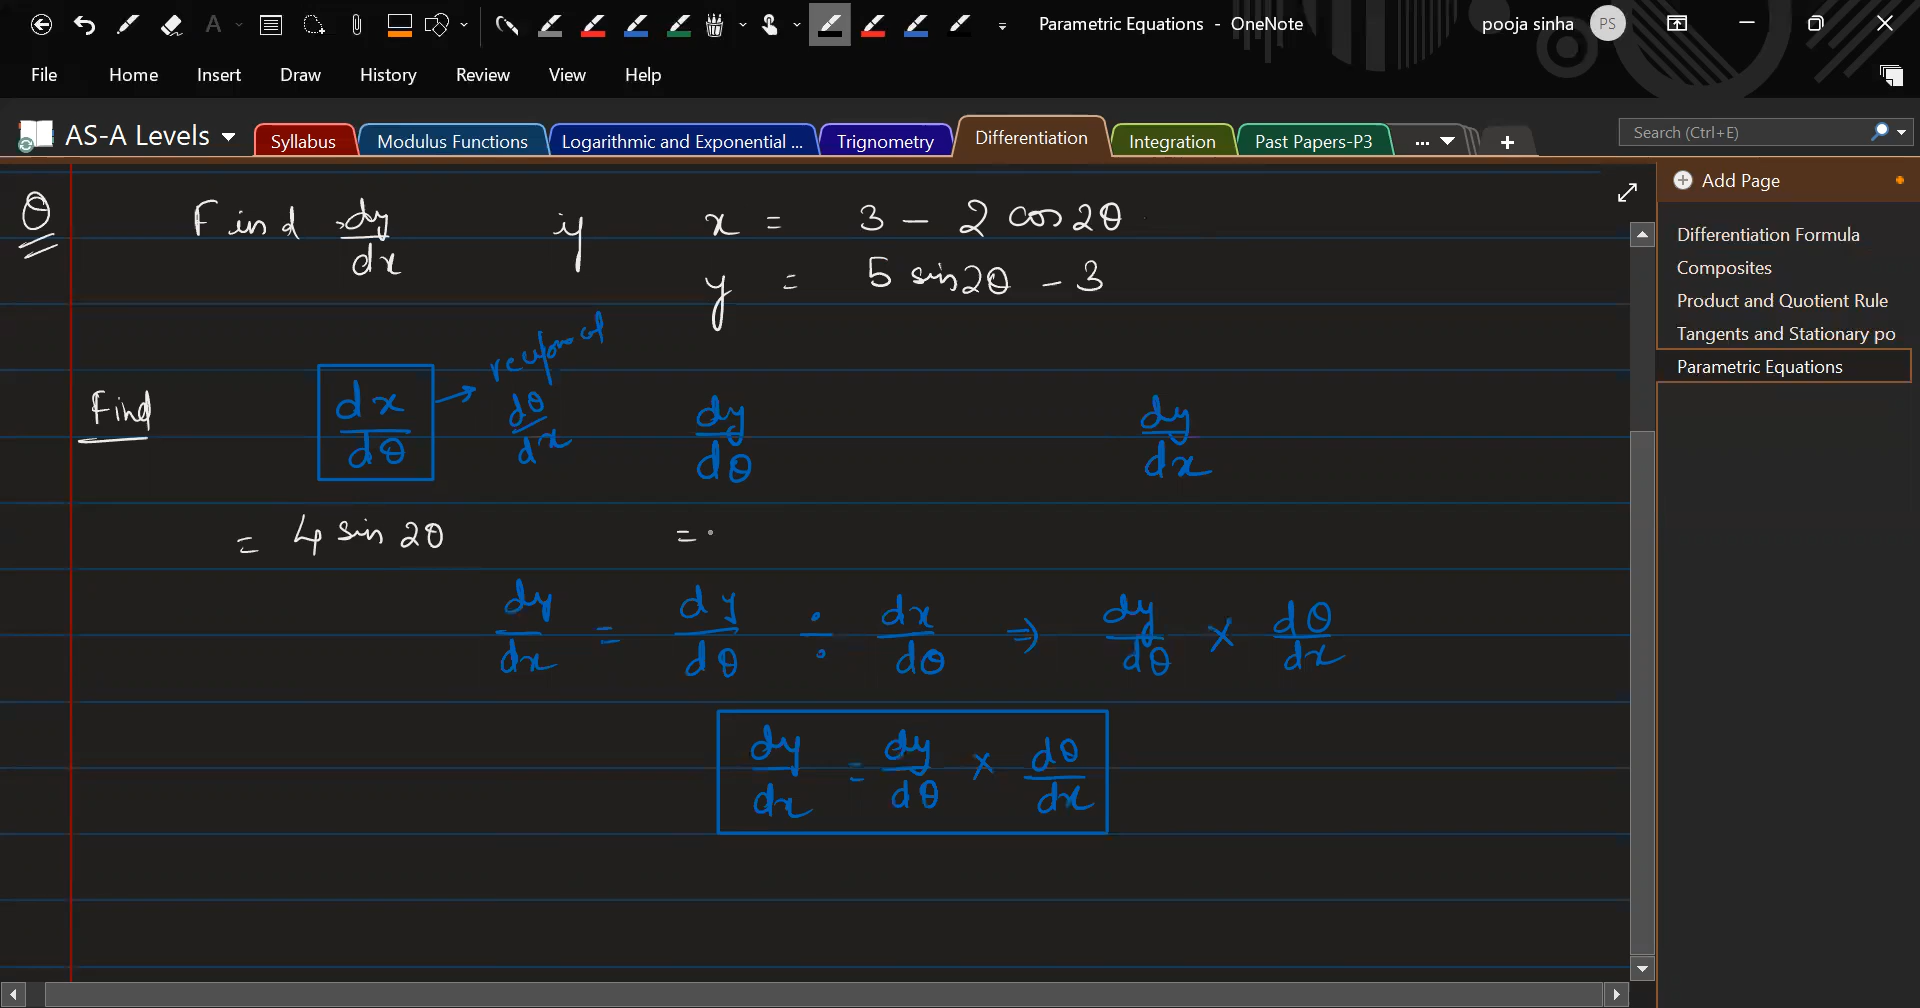 Parametric Equations - OneNote
pooja sinha PS
File Home Insert Draw History Review View Help
AS-A Levels Syllabus Modulus Functions Logarithmic and Exponential ... Trignometry Differentiation Integration Past Papers-P3 ... +
Search (Ctrl+E)
Add Page
Differentiation Formula
Composites
Product and Quotient Rule
Tangents and Stationary po
Parametric Equations
Q Find dy/dx if x = 3 - 2 cos2θ
y = 5 sin2θ - 3
Find dx/dθ → reciprocal dθ/dx dy/dθ dy/dx
= 4 sin 2θ =
dy/dx = dy/dθ ÷ dx/dθ ⇒ dy/dθ × dθ/dx
dy/dx = dy/dθ × dθ/dx